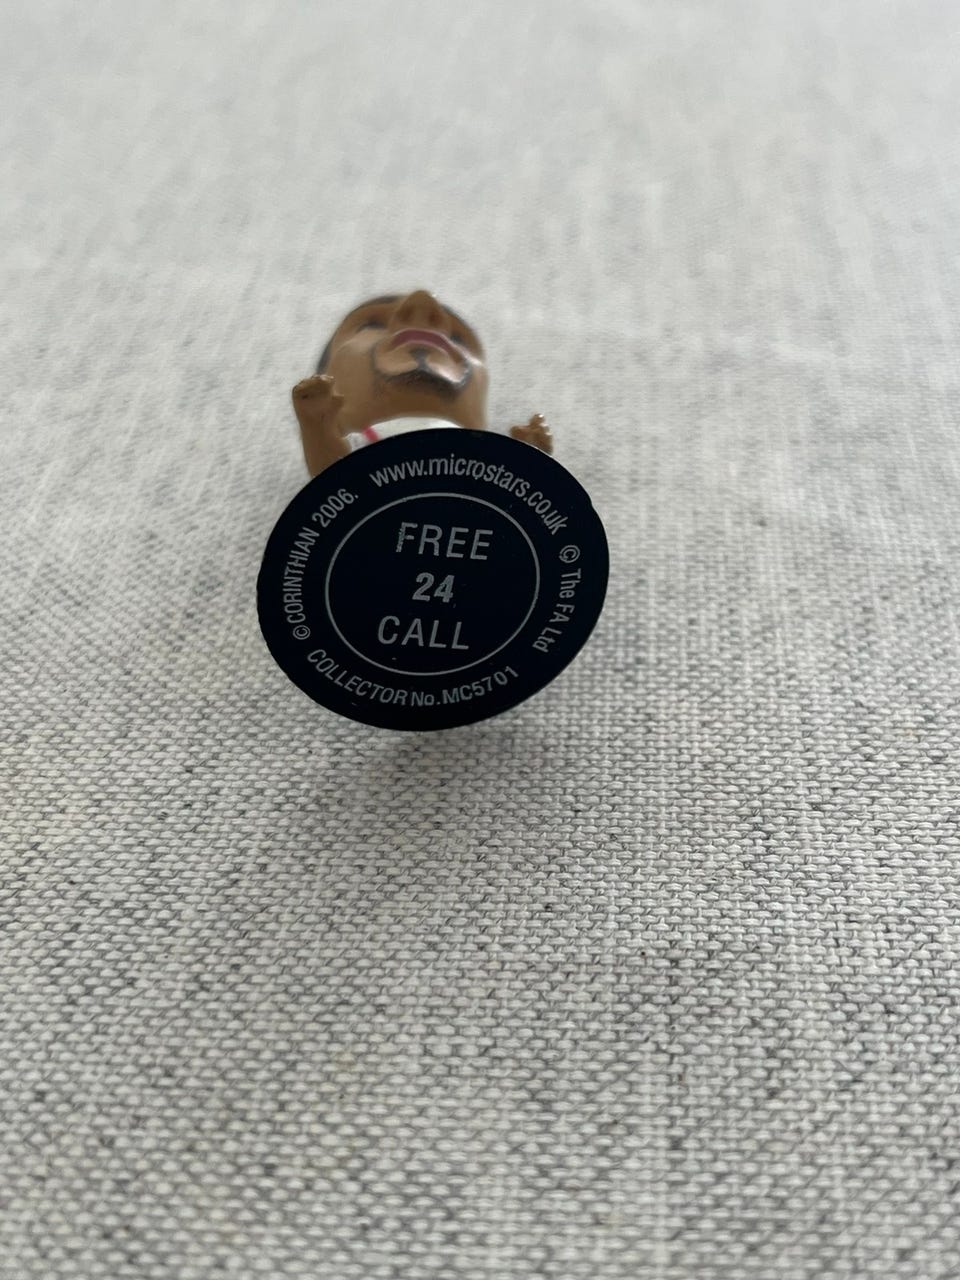 ©CORINTHIAN 2006. www.microstars.co.uk © The FA Ltd
FREE
24
CALL
COLLECTOR No. MC5701